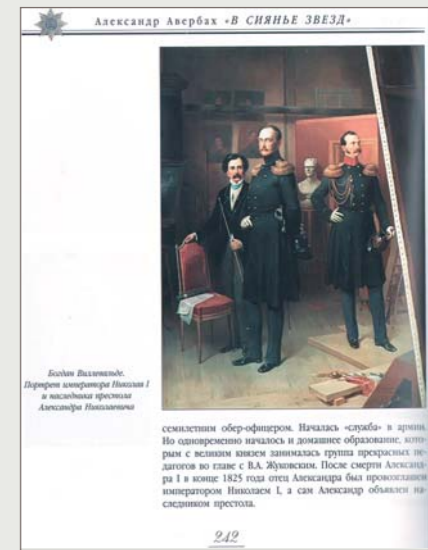 Александр Авербах «В СИЯНЬЕ ЗВЕЗД»
Богдан Виллевальде.
Портрет императора Николая I
и наследника престола
Александра Николаевича
семилетним обер-офицером. Началась «служба» в армии.
Но одновременно началось и домашнее образование, кото-
рым с великим князем занималась группа прекрасных пе-
дагогов во главе с В.А. Жуковским. После смерти Александ-
ра I в конце 1825 года отец Александра был провозглашен
императором Николаем I, а сам Александр объявлен на-
следником престола.
242